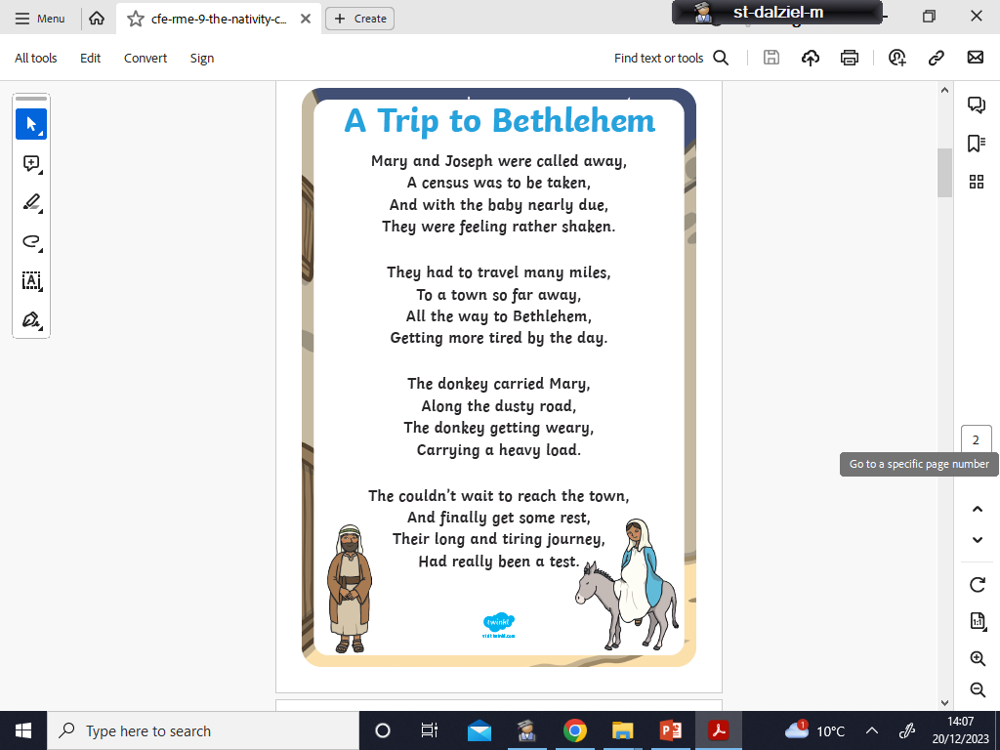 Menu
cfe-rme-9-the-nativity-c...
Create
st-dalziel-m
All tools
Edit
Convert
Sign
Find text or tools
A Trip to Bethlehem
Mary and Joseph were called away,
A census was to be taken,
And with the baby nearly due,
They were feeling rather shaken.
They had to travel many miles,
To a town so far away,
All the way to Bethlehem,
Getting more tired by the day.
The donkey carried Mary,
Along the dusty road,
The donkey getting weary,
Carrying a heavy load.
The couldn't wait to reach the town,
And finally get some rest,
Their long and tiring journey,
Had really been a test.
twinkl
2
Go to a specific page number
1:1
Type here to search
1
10°C
14:07
20/12/2023